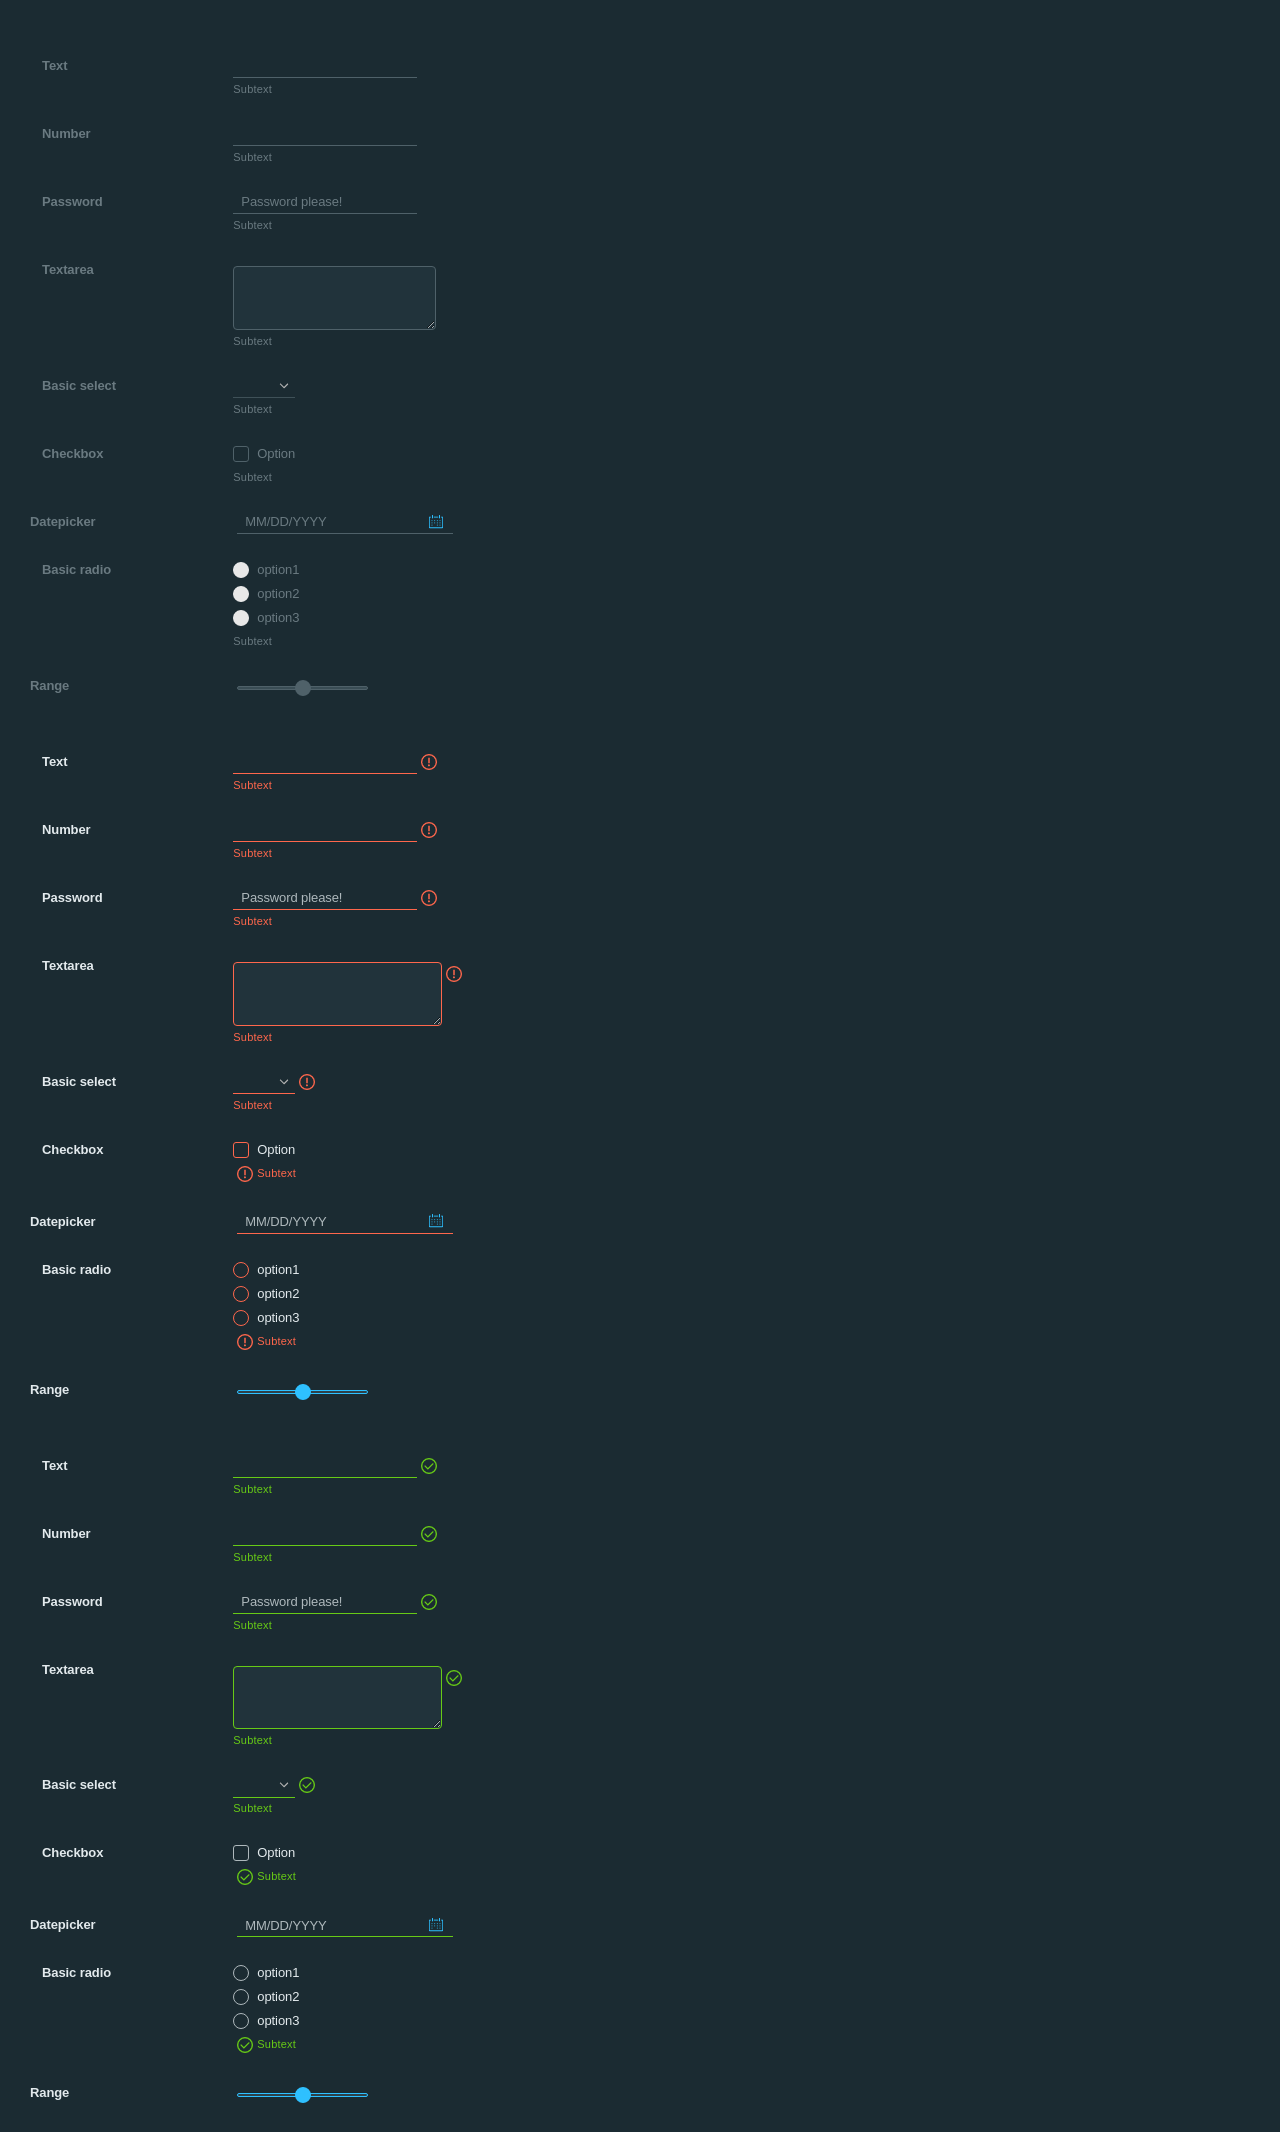 Text
Subtext
Number
Subtext
Password Password please!
Subtext
Textarea
Subtext
Basic select
Subtext
Checkbox Option
Subtext
Datepicker MM/DD/YYYY
Basic radio option1
option2
option3
Subtext
Range
Text
Subtext
Number
Subtext
Password Password please!
Subtext
Textarea
Subtext
Basic select
Subtext
Checkbox Option
Subtext
Datepicker MM/DD/YYYY
Basic radio option1
option2
option3
Subtext
Range
Text
Subtext
Number
Subtext
Password Password please!
Subtext
Textarea
Subtext
Basic select
Subtext
Checkbox Option
Subtext
Datepicker MM/DD/YYYY
Basic radio option1
option2
option3
Subtext
Range